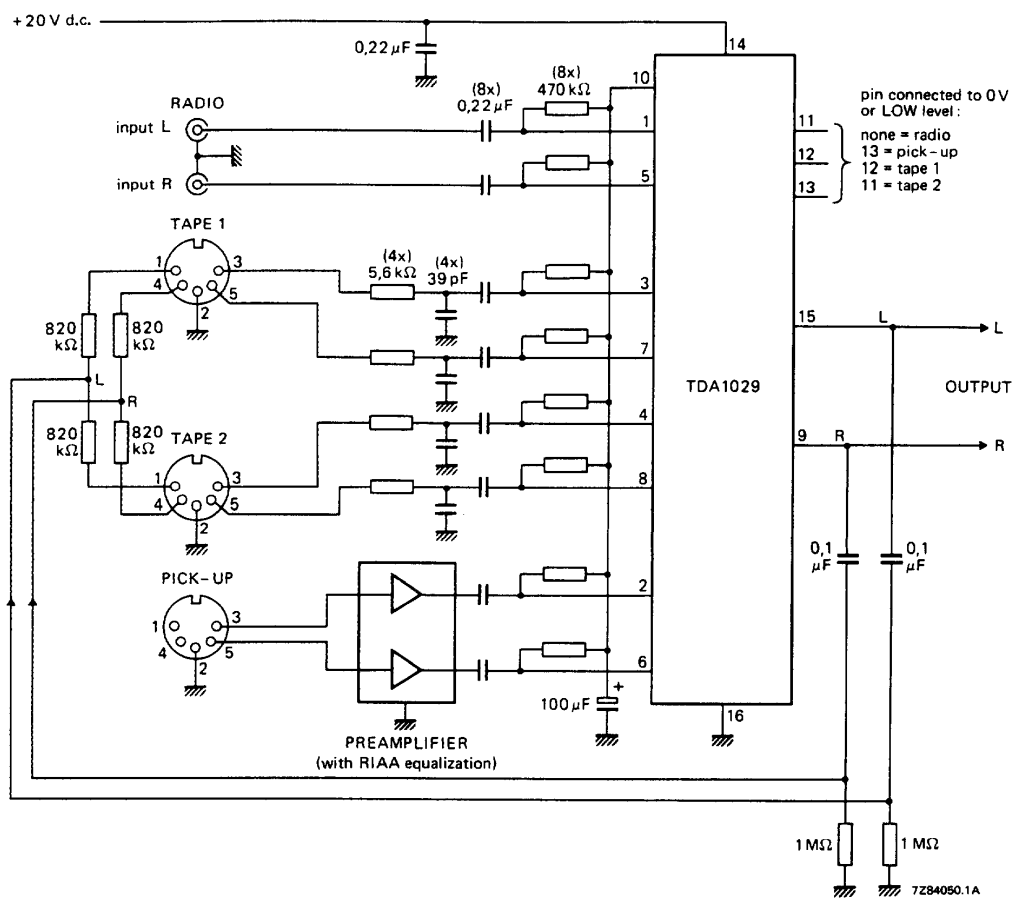 +20 V d.c.
0,22 µF
14
RADIO
input L
input R
(8x)
0,22 µF
(8x)
470 kΩ
10
1
5
pin connected to 0 V
or LOW level:
none = radio
13 = pick-up
12 = tape 1
11 = tape 2
11
12
13
TAPE 1
1
3
4
5
2
(4x)
5,6 kΩ
(4x)
39 pF
3
7
820
kΩ
820
kΩ
L
R
820
kΩ
820
kΩ
TAPE 2
1
3
4
5
2
4
8
TDA1029
15
L
L
OUTPUT
9
R
R
PICK-UP
1
3
4
5
2
2
6
PREAMPLIFIER
(with RIAA equalization)
100 µF
+
16
0,1
µF
0,1
µF
1 MΩ
1 MΩ
7Z84050.1A